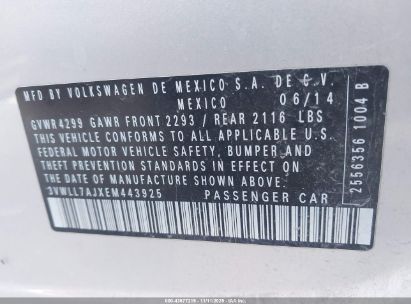 MFD BY VOLKSWAGEN DE MEXICO S.A. DE C.V.
MEXICO 06/14
GVWR4299 GAWR FRONT 2293 / REAR 2116 LBS
THIS VEHICLE CONFORMS TO ALL APPLICABLE U.S.
FEDERAL MOTOR VEHICLE SAFETY, BUMPER AND
THEFT PREVENTION STANDARDS IN EFFECT ON
THE DATE OF MANUFACTURE SHOWN ABOVE
3VWLL7AJXEM443925 PASSENGER CAR
2556356 1004 B